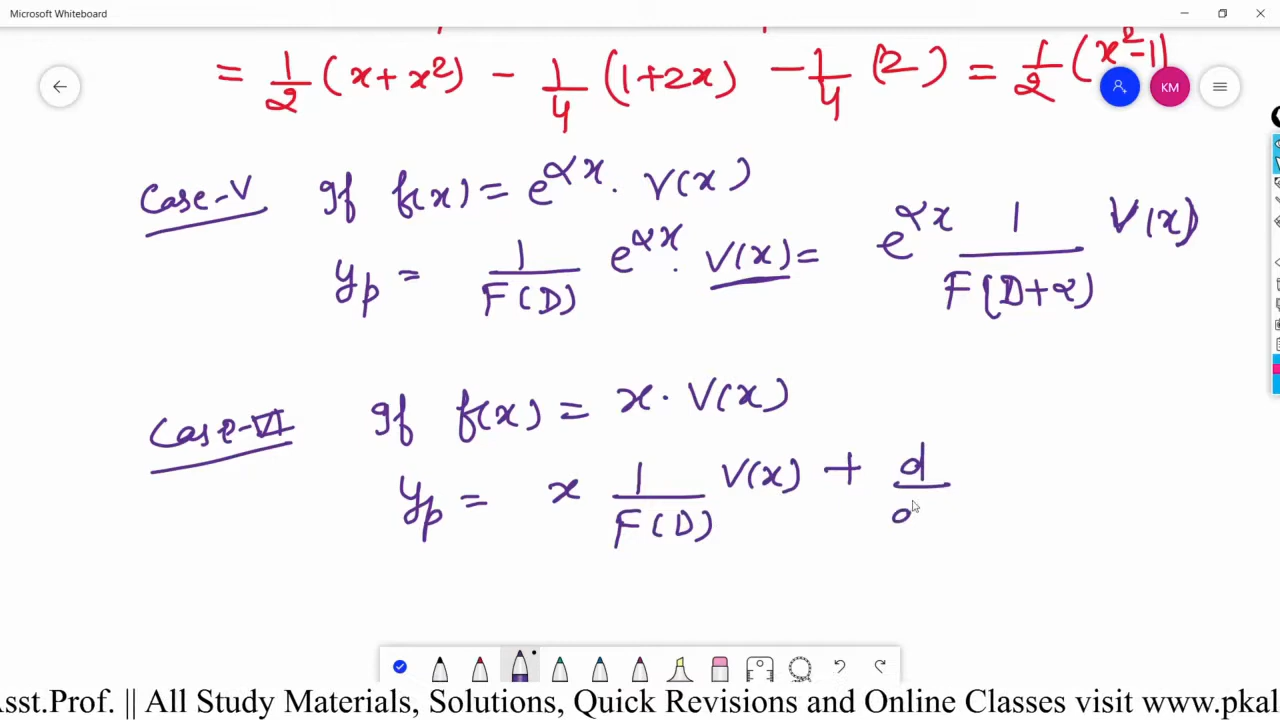 Microsoft Whiteboard
= 1/2 (x + x²) - 1/4 (1+2x) - 1/4 (2) = 1/2 (x²-1)
KM
Case-V If f(x) = e^αx . V(x)
y_p = 1/F(D) e^αx . V(x) = e^αx 1/F(D+α) V(x)
Case-VI If f(x) = x . V(x)
y_p = x 1/F(D) V(x) + d/
sst.Prof. || All Study Materials, Solutions, Quick Revisions and Online Classes visit www.pkal